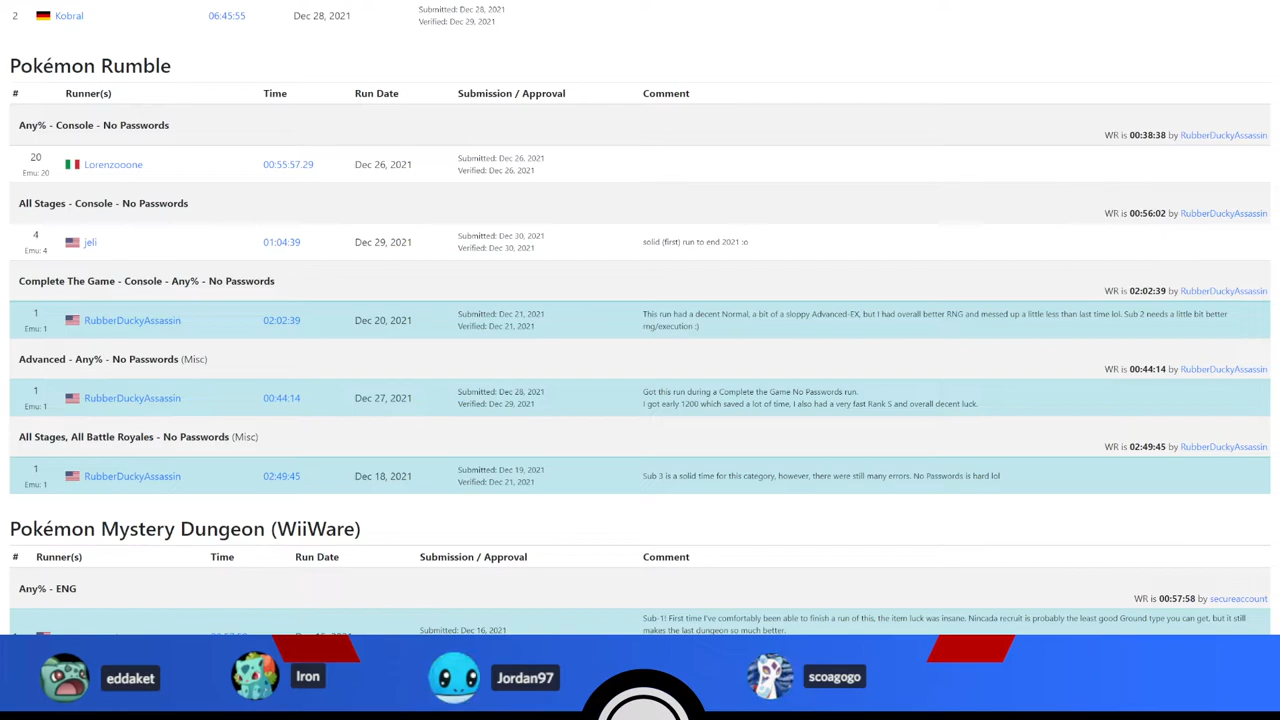 2 Kobral 06:45:55 Dec 28, 2021 Submitted: Dec 28, 2021
Verified: Dec 29, 2021
Pokémon Rumble
# Runner(s) Time Run Date Submission / Approval Comment
Any% - Console - No Passwords
WR is 00:38:38 by RubberDuckyAssassin
20 Lorenzooone 00:55:57.29 Dec 26, 2021 Submitted: Dec 26, 2021
Emu: 20 Verified: Dec 26, 2021
All Stages - Console - No Passwords
WR is 00:56:02 by RubberDuckyAssassin
4 jeli 01:04:39 Dec 29, 2021 Submitted: Dec 30, 2021 solid (first) run to end 2021 :o
Emu: 4 Verified: Dec 30, 2021
Complete The Game - Console - Any% - No Passwords
WR is 02:02:39 by RubberDuckyAssassin
1 RubberDuckyAssassin 02:02:39 Dec 20, 2021 Submitted: Dec 21, 2021 This run had a decent Normal, a bit of a sloppy Advanced-EX, but I had overall better RNG and messed up a little less than last time lol. Sub 2 needs a little bit better
Emu: 1 Verified: Dec 21, 2021 rng/execution :)
Advanced - Any% - No Passwords (Misc)
WR is 00:44:14 by RubberDuckyAssassin
1 RubberDuckyAssassin 00:44:14 Dec 27, 2021 Submitted: Dec 28, 2021 Got this run during a Complete the Game No Passwords run.
Emu: 1 Verified: Dec 29, 2021 I got early 1200 which saved a lot of time, I also had a very fast Rank S and overall decent luck.
All Stages, All Battle Royales - No Passwords (Misc)
WR is 02:49:45 by RubberDuckyAssassin
1 RubberDuckyAssassin 02:49:45 Dec 18, 2021 Submitted: Dec 19, 2021 Sub 3 is a solid time for this category, however, there were still many errors. No Passwords is hard lol
Emu: 1 Verified: Dec 21, 2021
Pokémon Mystery Dungeon (WiiWare)
# Runner(s) Time Run Date Submission / Approval Comment
Any% - ENG
WR is 00:57:58 by secureaccount
Submitted: Dec 16, 2021 Sub-1! First time I've comfortably been able to finish a run of this, the item luck was insane. Nincada recruit is probably the least good Ground type you can get, but it still
makes the last dungeon so much better.
eddaket Iron Jordan97 scoagogo